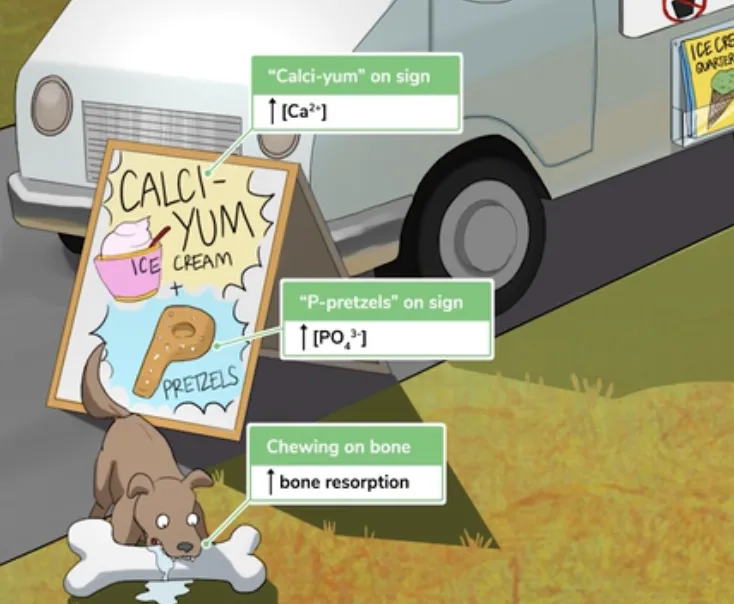 "Calci-yum" on sign
↑ [Ca²⁺]
CALCI-
YUM
ICE CREAM
+
P
PRETZELS
"P-pretzels" on sign
↑ [PO₄³⁻]
Chewing on bone
↑ bone resorption
ICE CRE
QUARTER